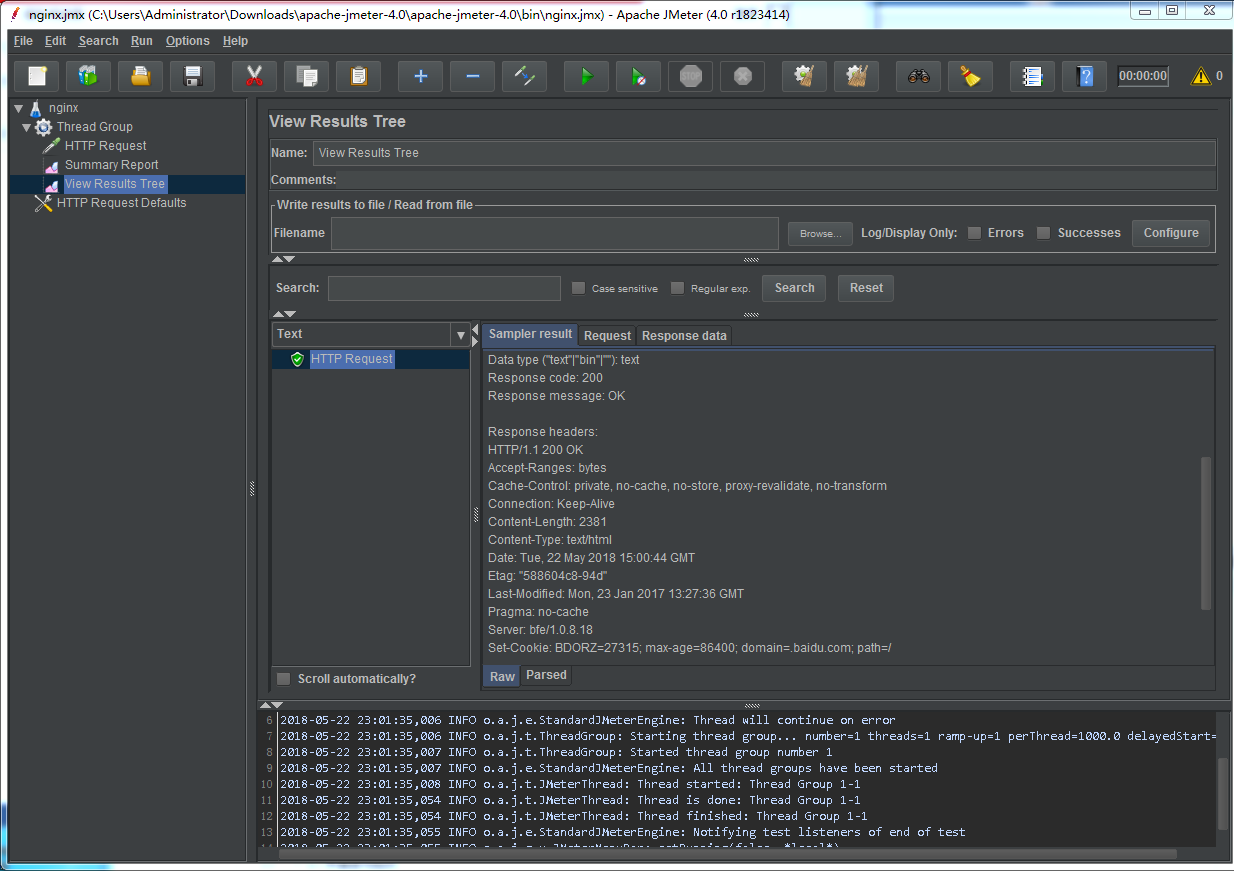 nginx.jmx (C:\Users\Administrator\Downloads\apache-jmeter-4.0\apache-jmeter-4.0\bin\nginx.jmx) - Apache JMeter (4.0 r1823414)
File Edit Search Run Options Help
STOP 00:00:00 0
nginx
Thread Group
HTTP Request
Summary Report
View Results Tree
HTTP Request Defaults
View Results Tree
Name: View Results Tree
Comments:
Write results to file / Read from file
Filename Browse... Log/Display Only: Errors Successes Configure
Search: Case sensitive Regular exp. Search Reset
Text
HTTP Request
Scroll automatically?
Sampler result Request Response data
Data type ("text"|"bin"|""): text
Response code: 200
Response message: OK
Response headers:
HTTP/1.1 200 OK
Accept-Ranges: bytes
Cache-Control: private, no-cache, no-store, proxy-revalidate, no-transform
Connection: Keep-Alive
Content-Length: 2381
Content-Type: text/html
Date: Tue, 22 May 2018 15:00:44 GMT
Etag: "588604c8-94d"
Last-Modified: Mon, 23 Jan 2017 13:27:36 GMT
Pragma: no-cache
Server: bfe/1.0.8.18
Set-Cookie: BDORZ=27315; max-age=86400; domain=.baidu.com; path=/
Raw Parsed
6 2018-05-22 23:01:35,006 INFO o.a.j.e.StandardJMeterEngine: Thread will continue on error
7 2018-05-22 23:01:35,006 INFO o.a.j.t.ThreadGroup: Starting thread group... number=1 threads=1 ramp-up=1 perThread=1000.0 delayedStart=
8 2018-05-22 23:01:35,007 INFO o.a.j.t.ThreadGroup: Started thread group number 1
9 2018-05-22 23:01:35,007 INFO o.a.j.e.StandardJMeterEngine: All thread groups have been started
10 2018-05-22 23:01:35,008 INFO o.a.j.t.JMeterThread: Thread started: Thread Group 1-1
11 2018-05-22 23:01:35,054 INFO o.a.j.t.JMeterThread: Thread is done: Thread Group 1-1
12 2018-05-22 23:01:35,054 INFO o.a.j.t.JMeterThread: Thread finished: Thread Group 1-1
13 2018-05-22 23:01:35,055 INFO o.a.j.e.StandardJMeterEngine: Notifying test listeners of end of test